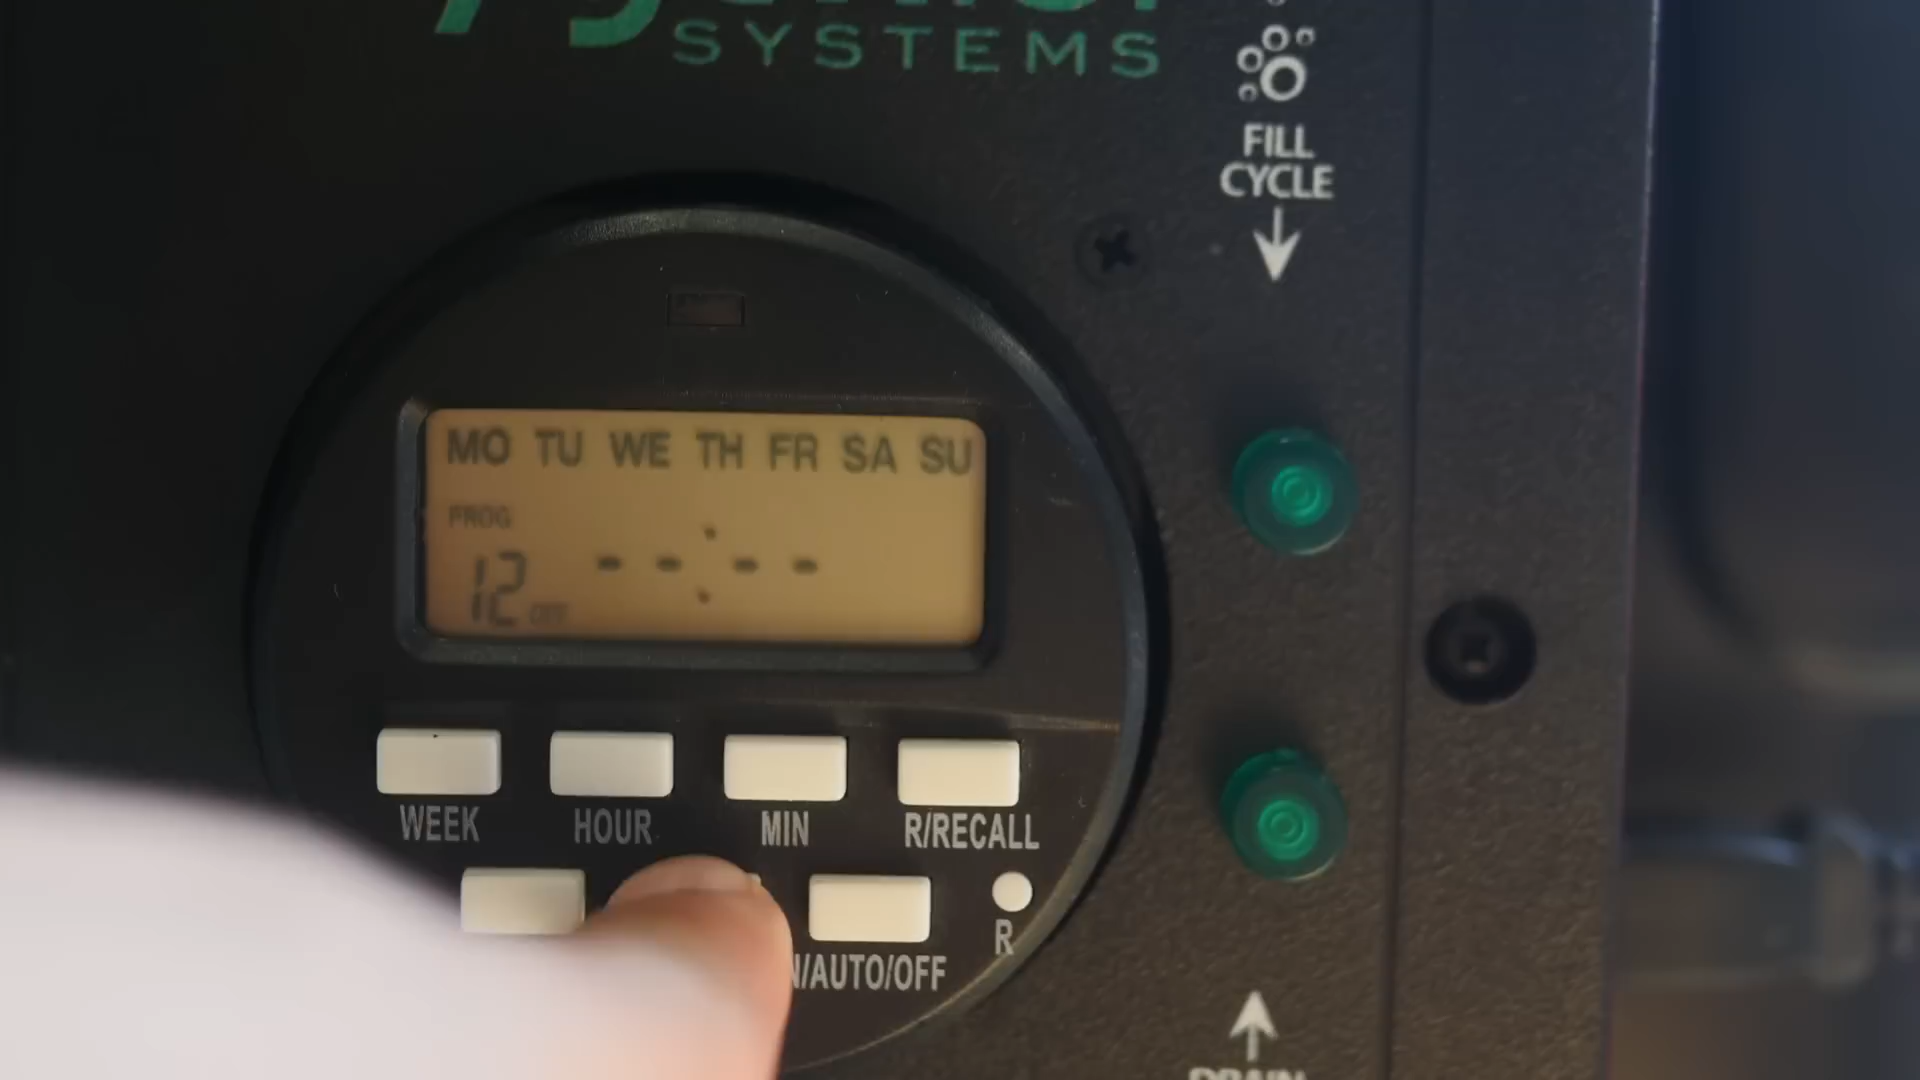 SYSTEMS
FILL
CYCLE
MO TU WE TH FR SA SU
PROG
12 OFF --:--
WEEK HOUR MIN R/RECALL
R
/AUTO/OFF